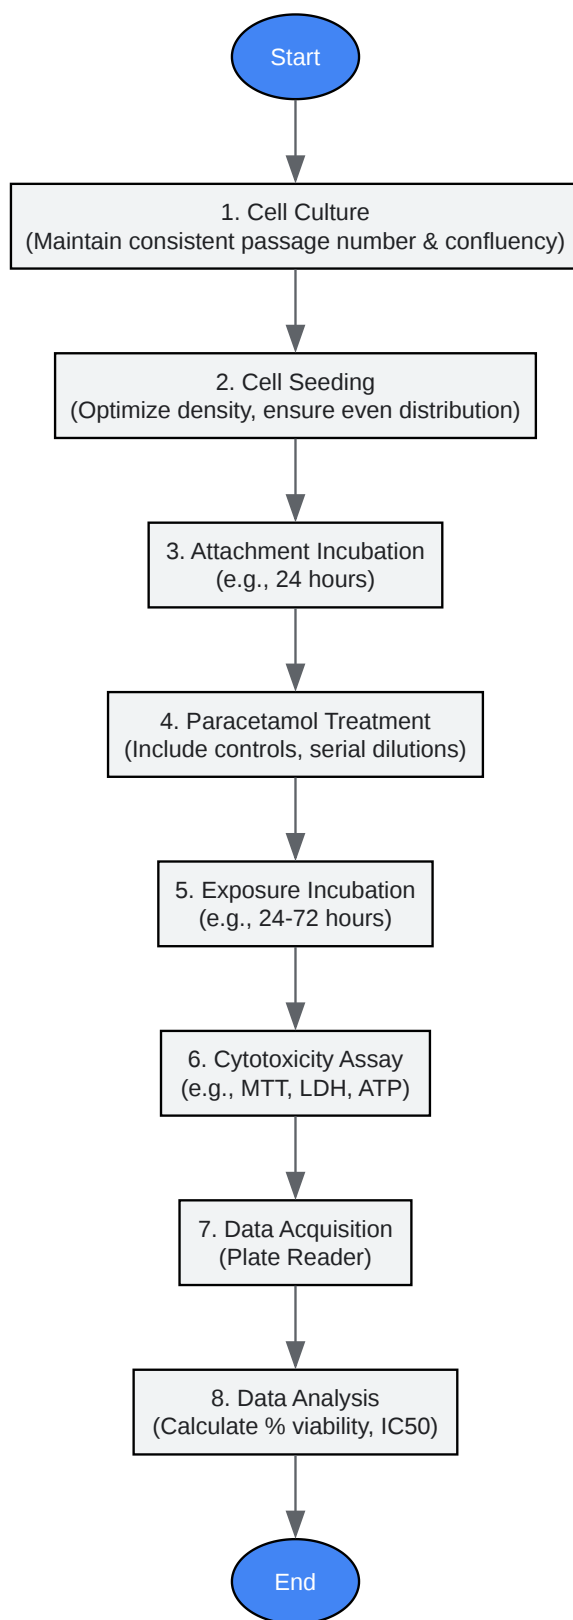 Start
1. Cell Culture
(Maintain consistent passage number & confluency)
2. Cell Seeding
(Optimize density, ensure even distribution)
3. Attachment Incubation
(e.g., 24 hours)
4. Paracetamol Treatment
(Include controls, serial dilutions)
5. Exposure Incubation
(e.g., 24-72 hours)
6. Cytotoxicity Assay
(e.g., MTT, LDH, ATP)
7. Data Acquisition
(Plate Reader)
8. Data Analysis
(Calculate % viability, IC50)
End